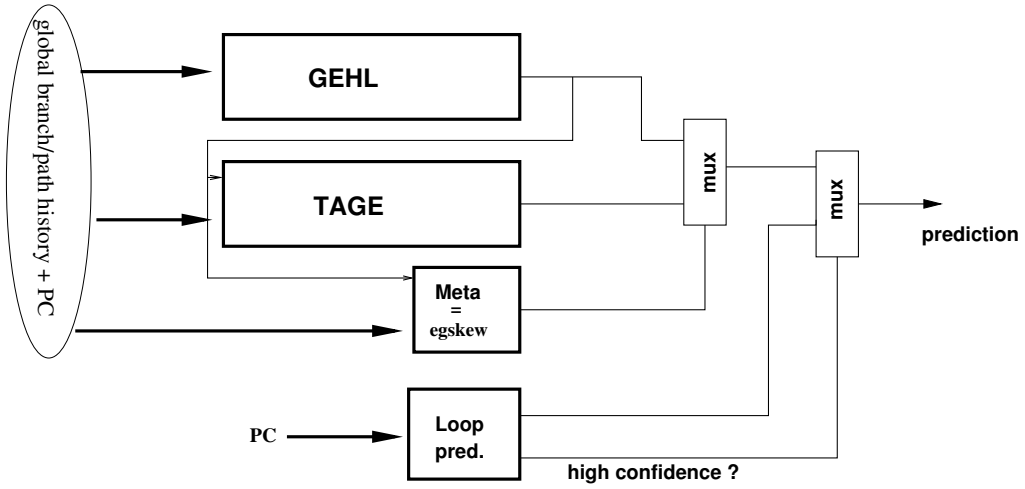 global branch/path history + PC
GEHL
TAGE
Meta
=
egskew
mux
mux
prediction
PC
Loop
pred.
high confidence ?